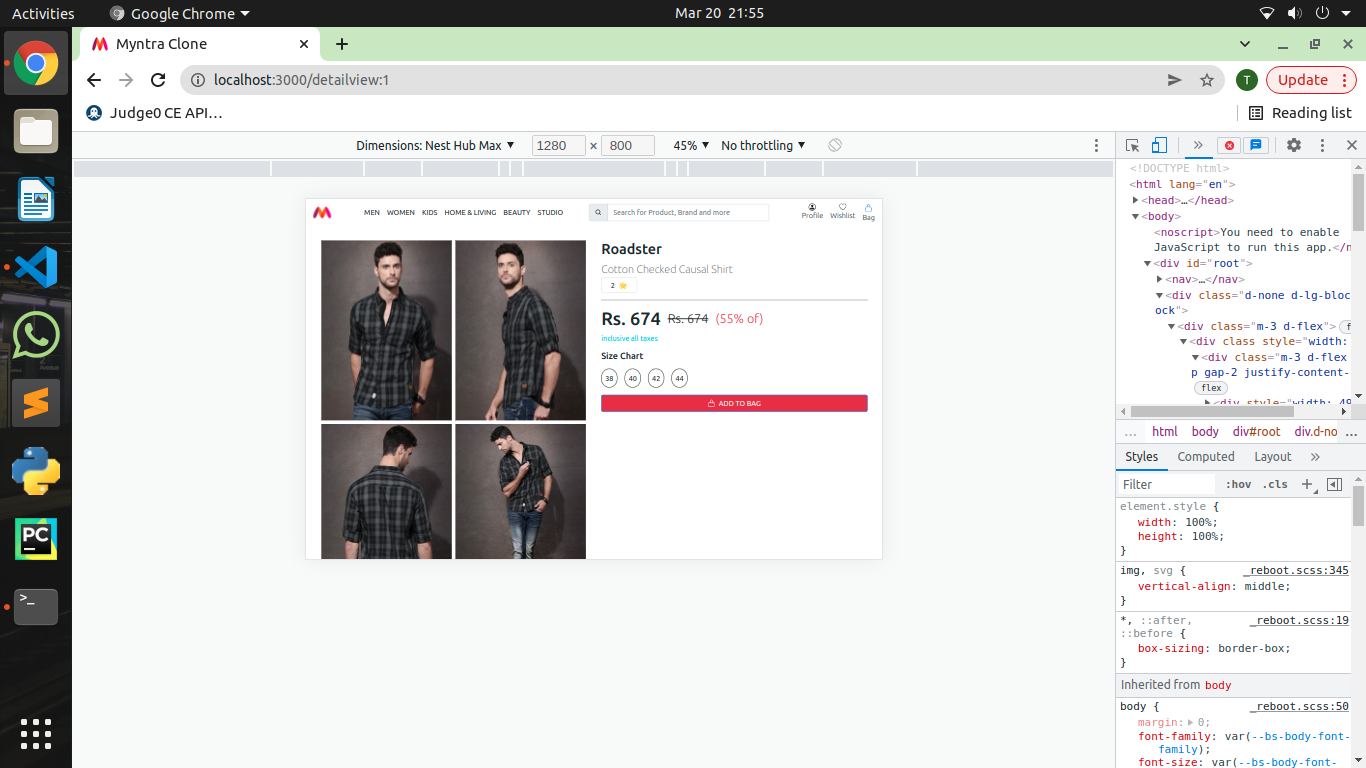 Activities
Google Chrome
Mar 20 21:55
Myntra Clone
localhost:3000/detailview:1
T
Update
Judge0 CE API…
Reading list
Dimensions: Nest Hub Max
1280 × 800
45%
No throttling
MEN WOMEN KIDS HOME & LIVING BEAUTY STUDIO
Search for Product, Brand and more
Profile Wishlist Bag
Roadster
Cotton Checked Causal Shirt
2
Rs. 674 Rs. 674 (55% of)
inclusive all taxes
Size Chart
38 40 42 44
ADD TO BAG
<!DOCTYPE html>
<html lang="en">
<head>…</head>
<body>
<noscript>You need to enable
JavaScript to run this app.</n
<div id="root">
<nav>…</nav>
<div class="d-none d-lg-bloc
ock">
<div class="m-3 d-flex"> f
<div class style="width:
<div class="m-3 d-flex
p gap-2 justify-content-
flex
<div style="width: 49
… html body div#root div.d-no …
Styles Computed Layout »
Filter :hov .cls +
element.style {
width: 100%;
height: 100%;
}
img, svg { _reboot.scss:345
vertical-align: middle;
}
*, ::after, _reboot.scss:19
::before {
box-sizing: border-box;
}
Inherited from body
body { _reboot.scss:50
margin: 0;
font-family: var(--bs-body-font-
family);
font-size: var(--bs-body-font-
PC
>_